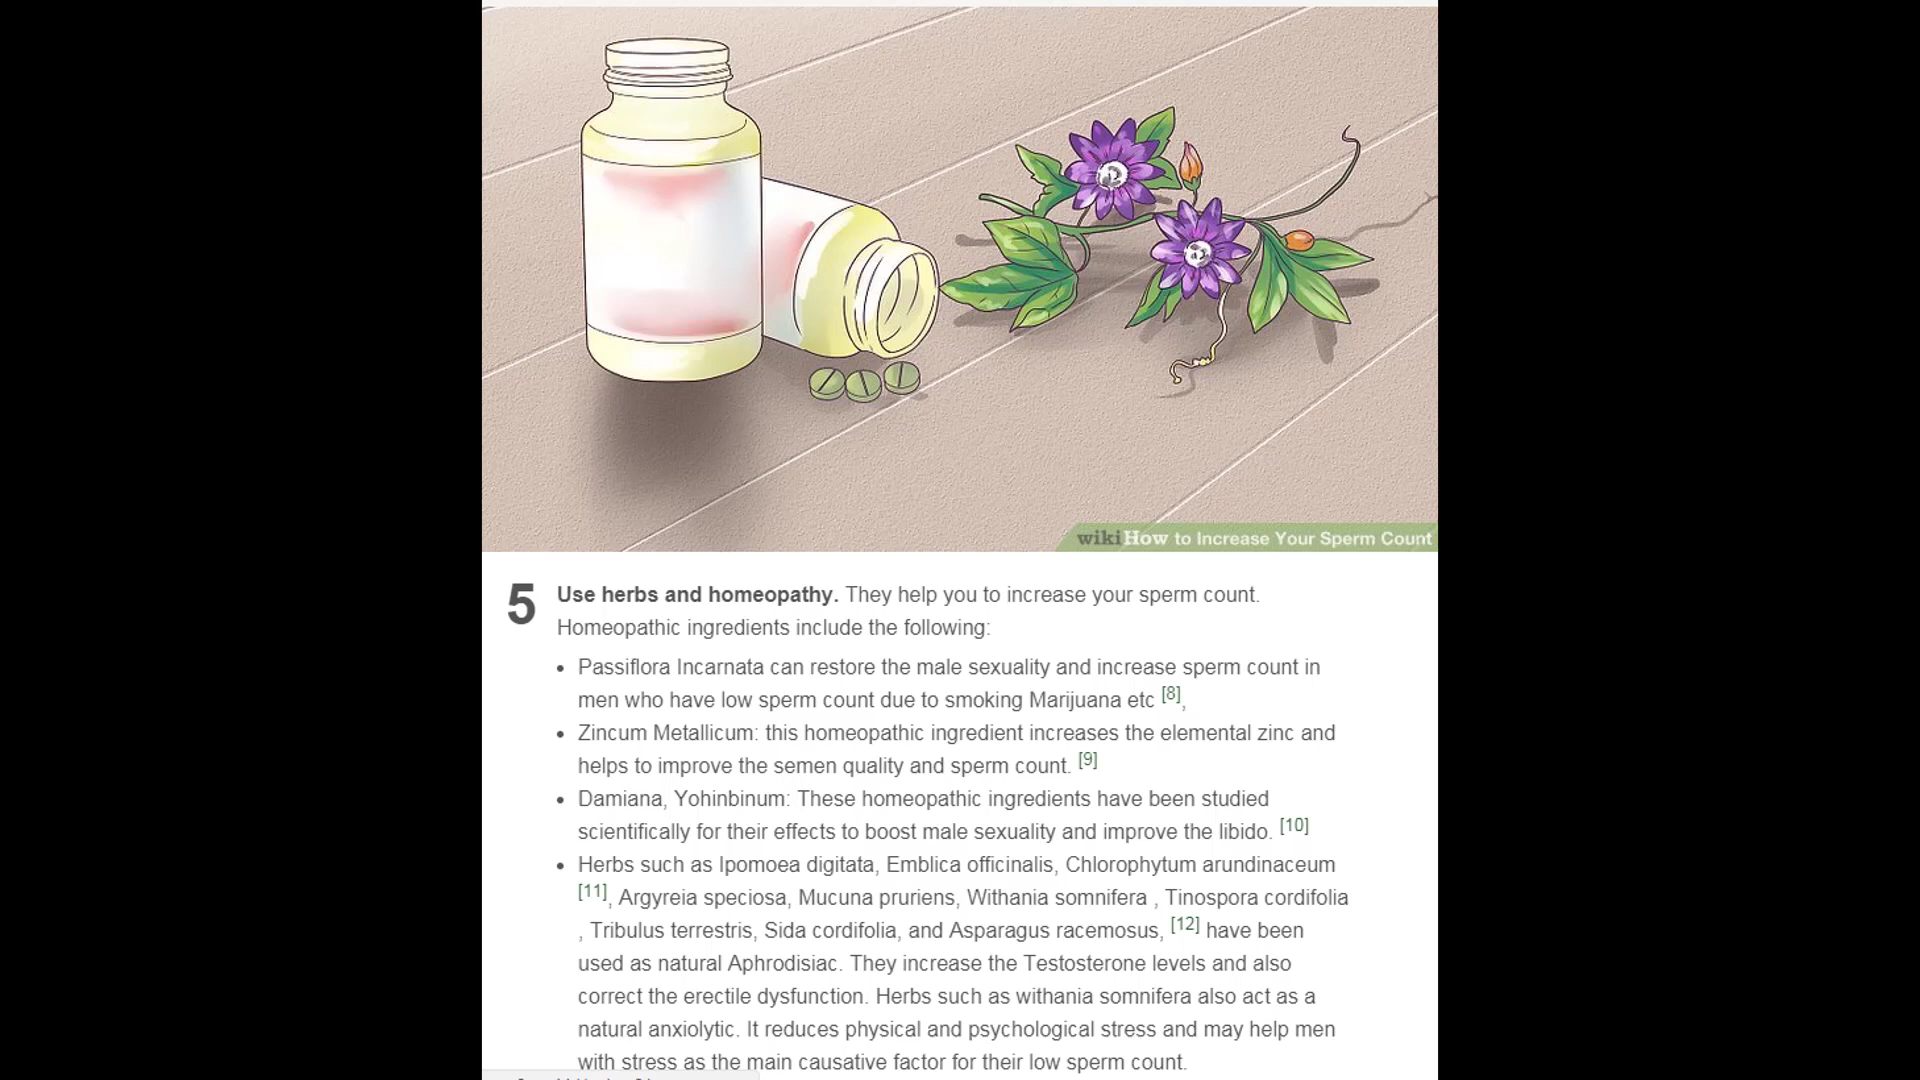 wikiHow to Increase Your Sperm Count
5 Use herbs and homeopathy. They help you to increase your sperm count.
Homeopathic ingredients include the following:
• Passiflora Incarnata can restore the male sexuality and increase sperm count in
men who have low sperm count due to smoking Marijuana etc [8],
• Zincum Metallicum: this homeopathic ingredient increases the elemental zinc and
helps to improve the semen quality and sperm count. [9]
• Damiana, Yohinbinum: These homeopathic ingredients have been studied
scientifically for their effects to boost male sexuality and improve the libido. [10]
• Herbs such as Ipomoea digitata, Emblica officinalis, Chlorophytum arundinaceum
[11], Argyreia speciosa, Mucuna pruriens, Withania somnifera , Tinospora cordifolia
, Tribulus terrestris, Sida cordifolia, and Asparagus racemosus, [12] have been
used as natural Aphrodisiac. They increase the Testosterone levels and also
correct the erectile dysfunction. Herbs such as withania somnifera also act as a
natural anxiolytic. It reduces physical and psychological stress and may help men
with stress as the main causative factor for their low sperm count.